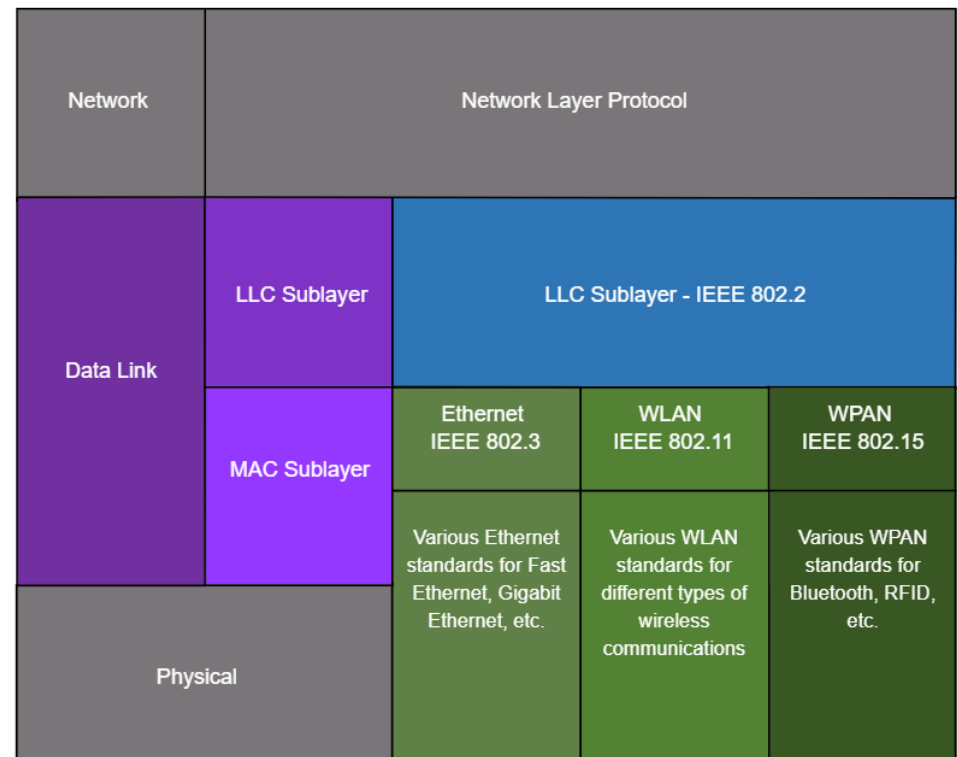 Network
Network Layer Protocol
LLC Sublayer
LLC Sublayer - IEEE 802.2
Data Link
MAC Sublayer
Ethernet
IEEE 802.3
WLAN
IEEE 802.11
WPAN
IEEE 802.15
Various Ethernet
standards for Fast
Ethernet, Gigabit
Ethernet, etc.
Various WLAN
standards for
different types of
wireless
communications
Various WPAN
standards for
Bluetooth, RFID,
etc.
Physical